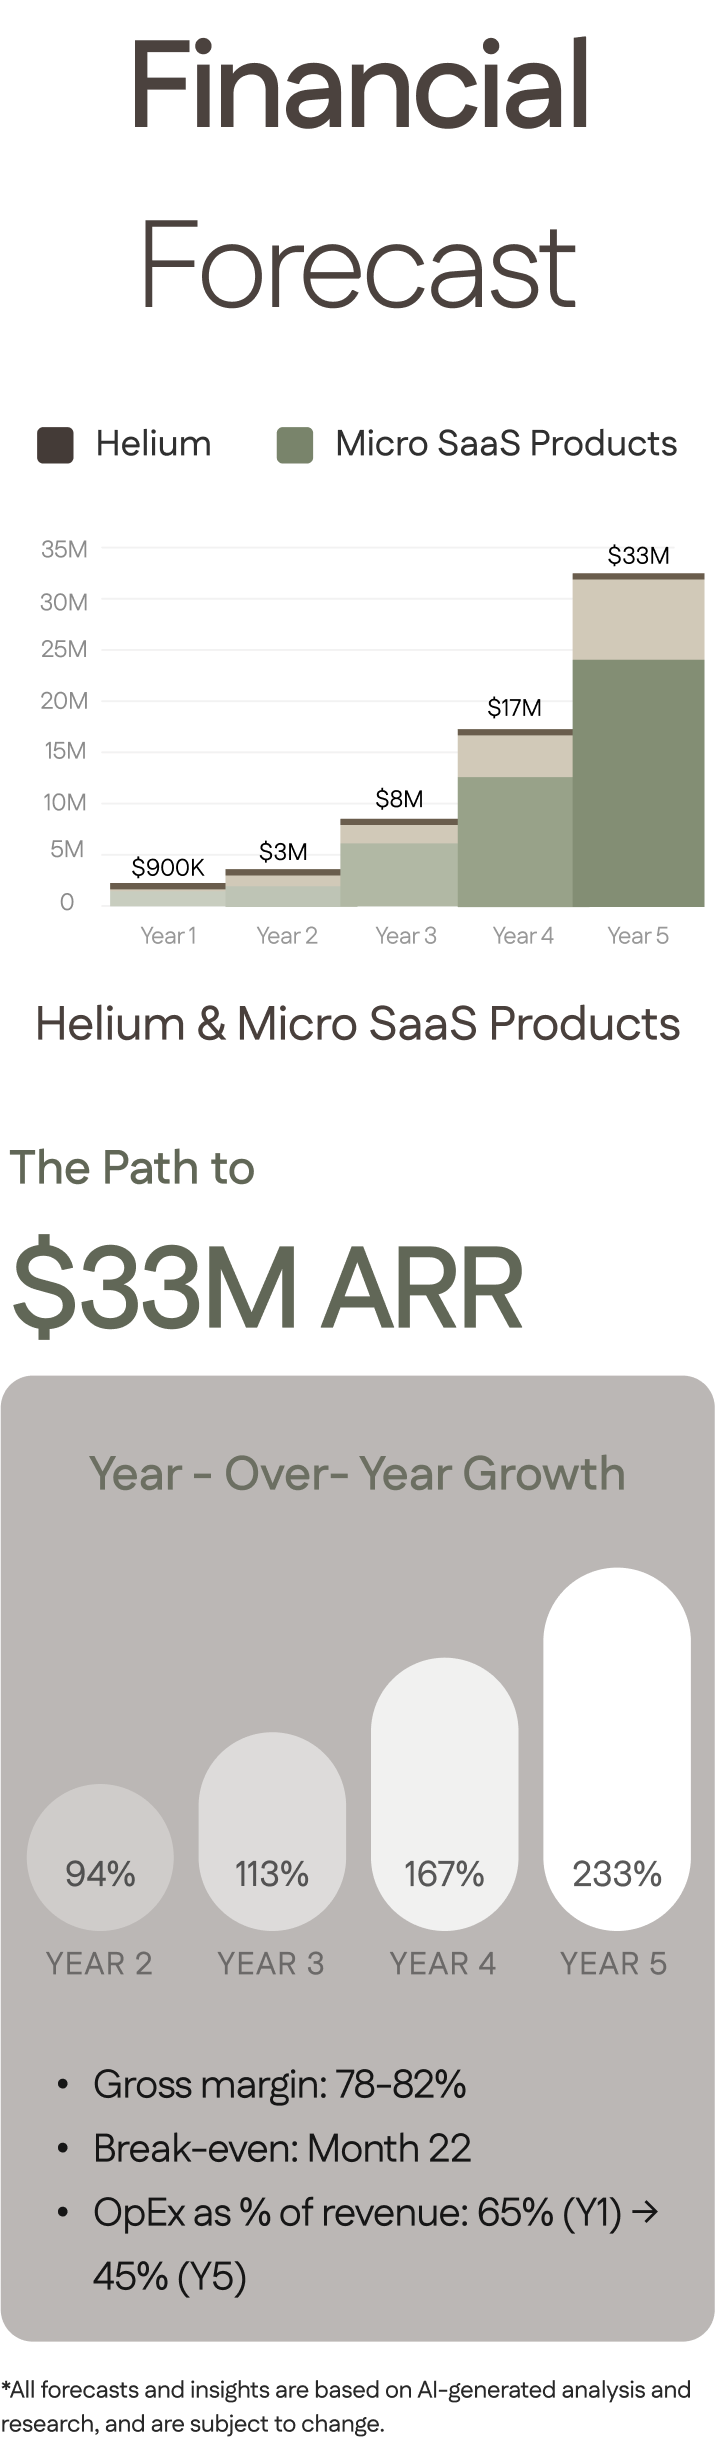 Financial
Forecast
Helium
Micro SaaS Products
35M
30M
25M
20M
15M
10M
5M
0
$900K
$3M
$8M
$17M
$33M
Year 1
Year 2
Year 3
Year 4
Year 5
Helium & Micro SaaS Products
The Path to
$33M ARR
Year - Over- Year Growth
94%
113%
167%
233%
YEAR 2
YEAR 3
YEAR 4
YEAR 5
• Gross margin: 78-82%
• Break-even: Month 22
• OpEx as % of revenue: 65% (Y1) →
45% (Y5)
*All forecasts and insights are based on AI-generated analysis and
research, and are subject to change.